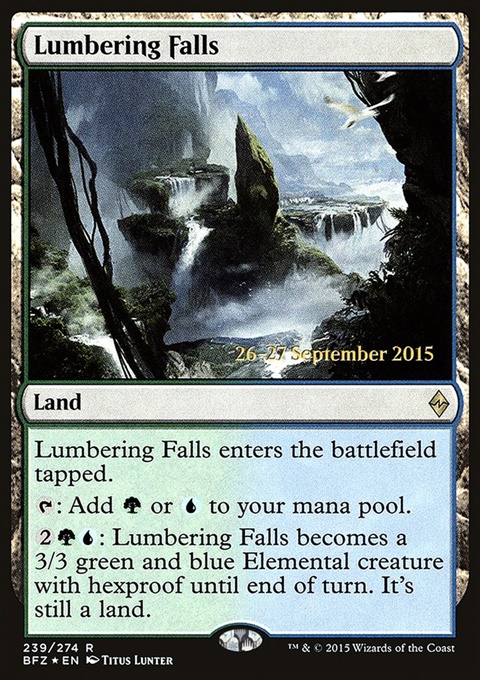 Lumbering Falls
26–27 September 2015
Land
Lumbering Falls enters the battlefield
tapped.
: Add or to your mana pool.
2: Lumbering Falls becomes a
3/3 green and blue Elemental creature
with hexproof until end of turn. It's
still a land.
239/274 R
BFZ ★ EN Titus Lunter
™ & © 2015 Wizards of the Coast